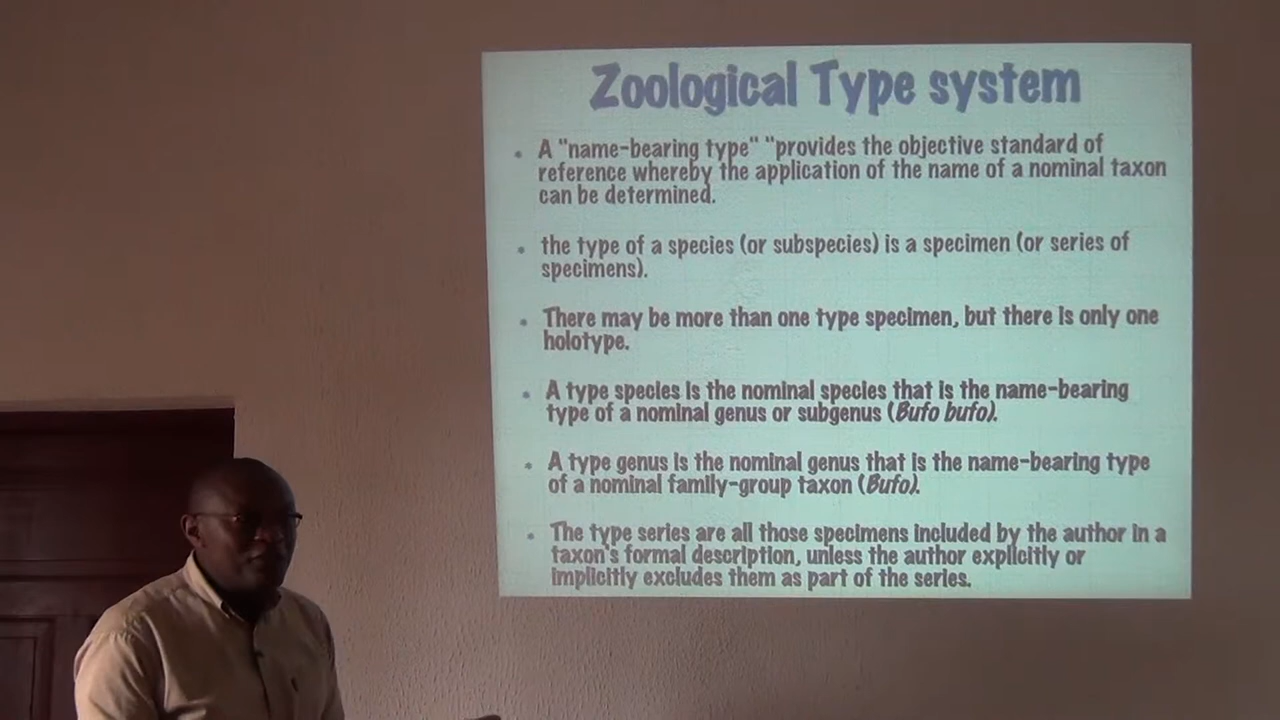 Zoological Type system
• A "name-bearing type" "provides the objective standard of
reference whereby the application of the name of a nominal taxon
can be determined.
• the type of a species (or subspecies) is a specimen (or series of
specimens).
• There may be more than one type specimen, but there is only one
holotype.
• A type species is the nominal species that is the name-bearing
type of a nominal genus or subgenus (Bufo bufo).
• A type genus is the nominal genus that is the name-bearing type
of a nominal family-group taxon (Bufo).
• The type series are all those specimens included by the author in a
taxon's formal description, unless the author explicitly or
implicitly excludes them as part of the series.